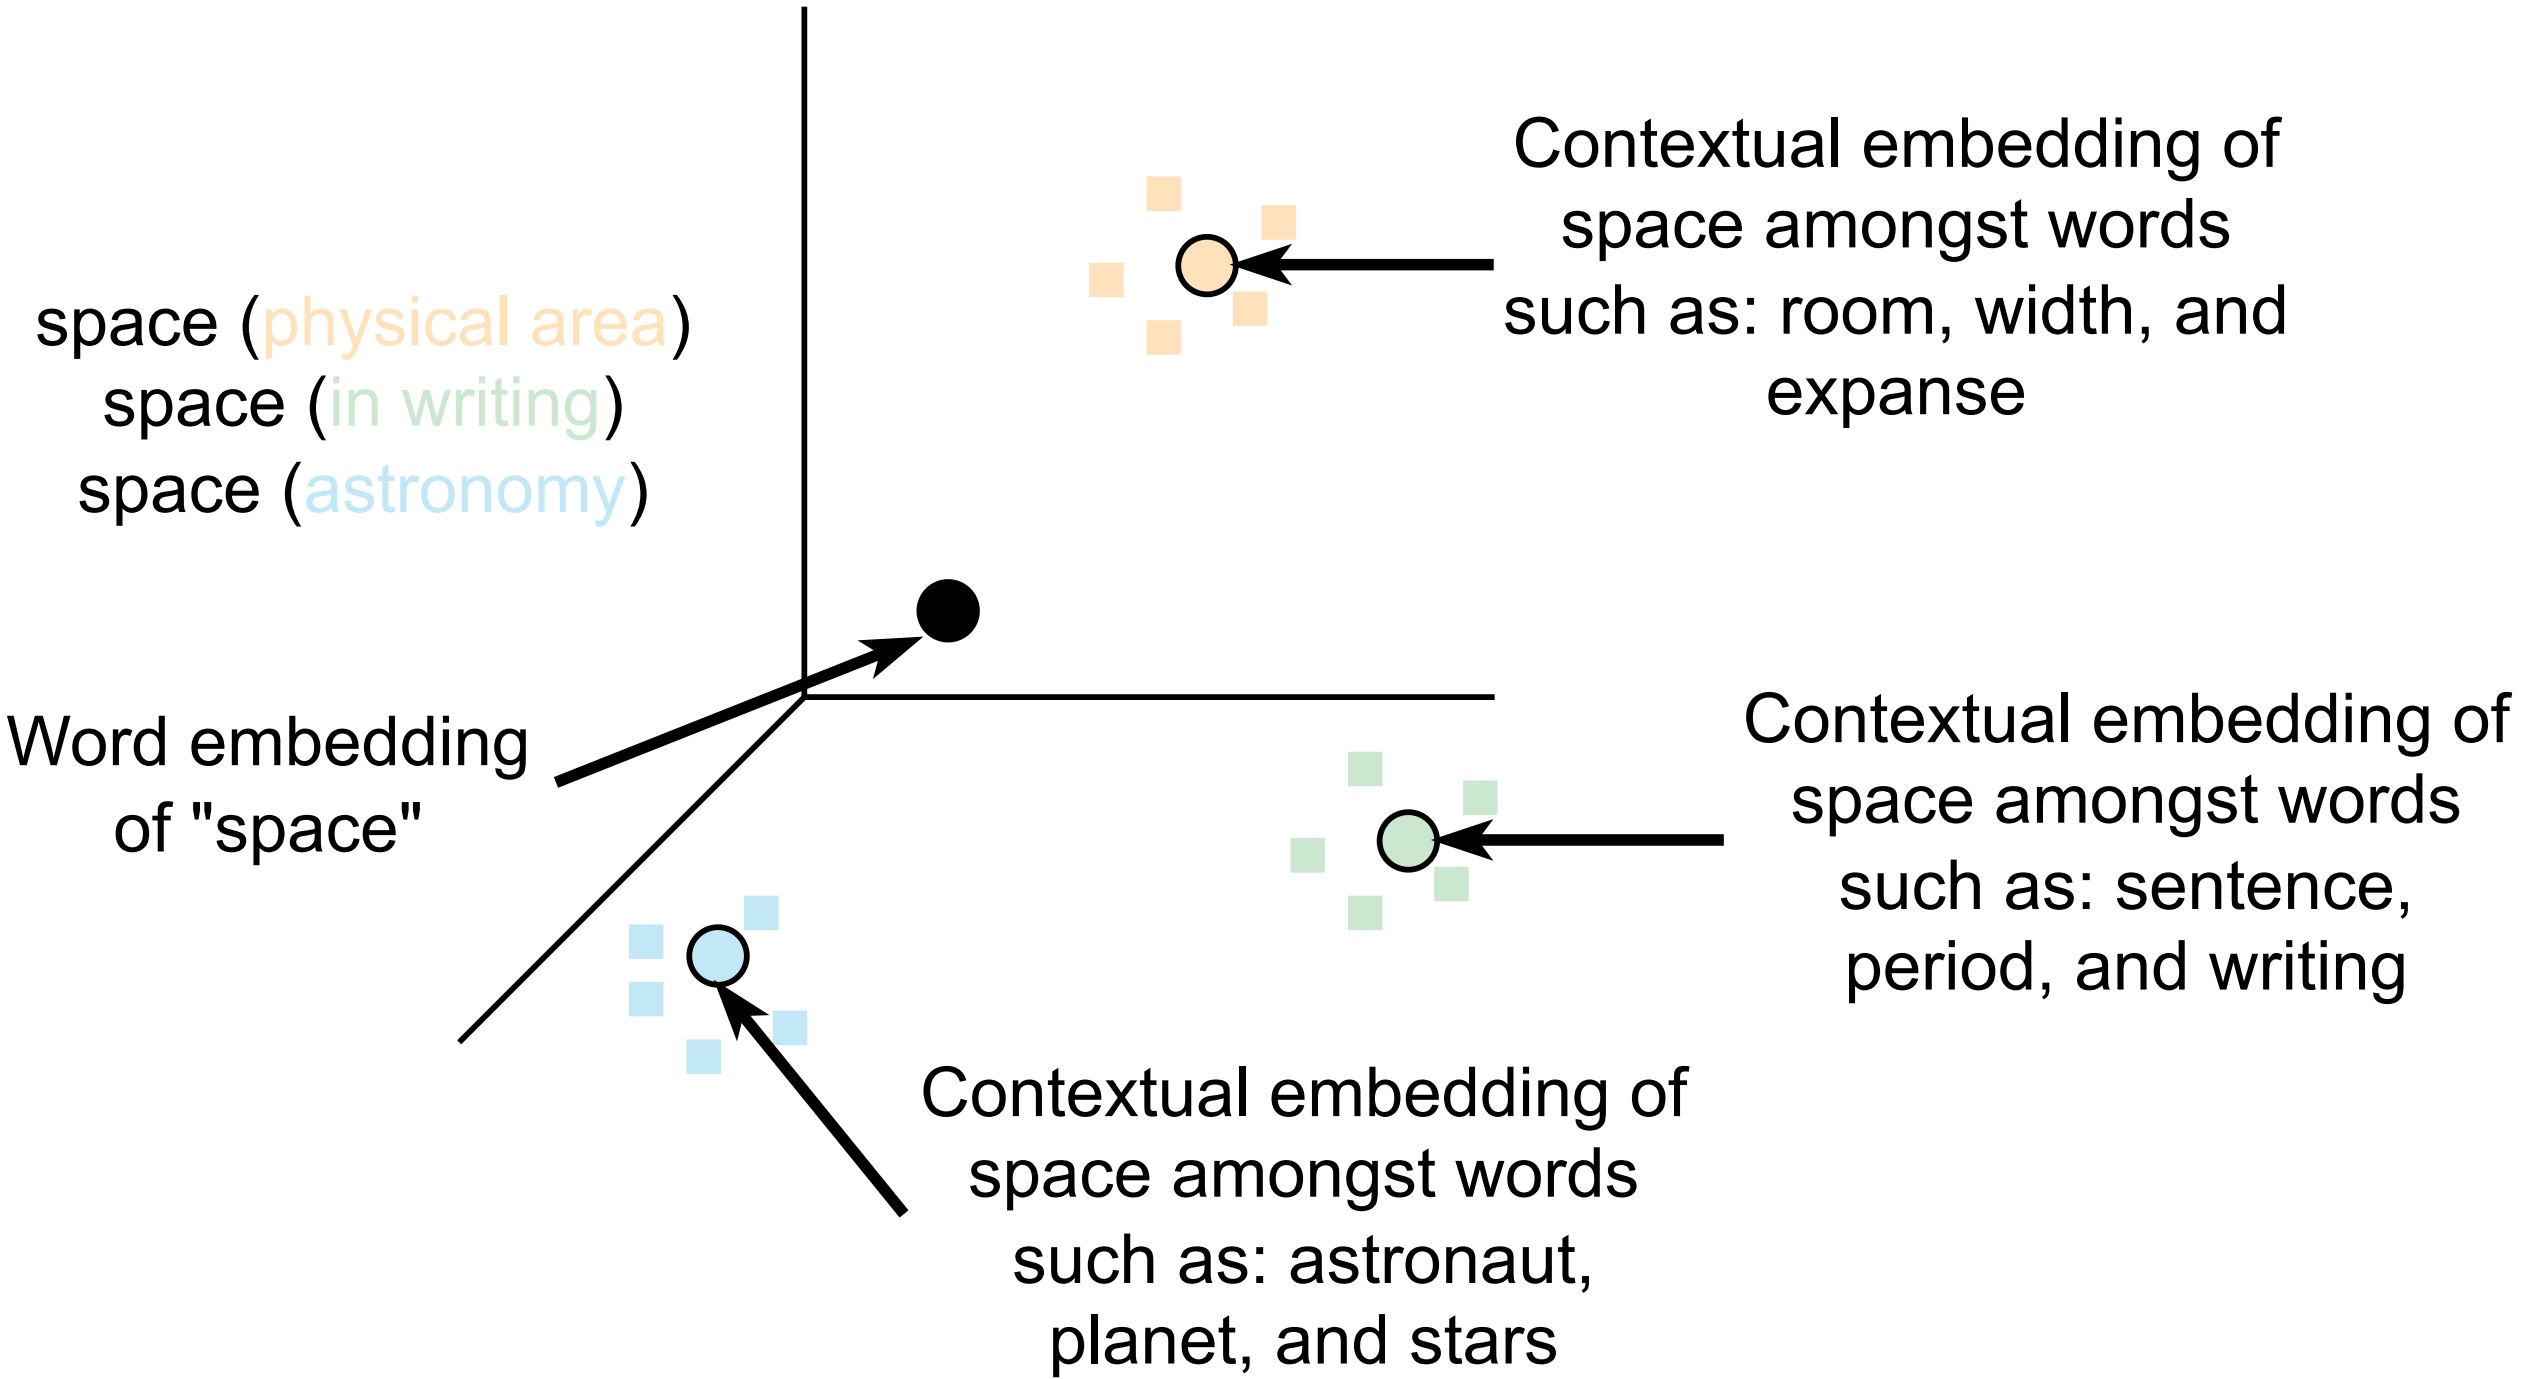 Contextual embedding of
space amongst words
such as: room, width, and
expanse
space (physical area)
space (in writing)
space (astronomy)
Word embedding
of "space"
Contextual embedding of
space amongst words
such as: sentence,
period, and writing
Contextual embedding of
space amongst words
such as: astronaut,
planet, and stars